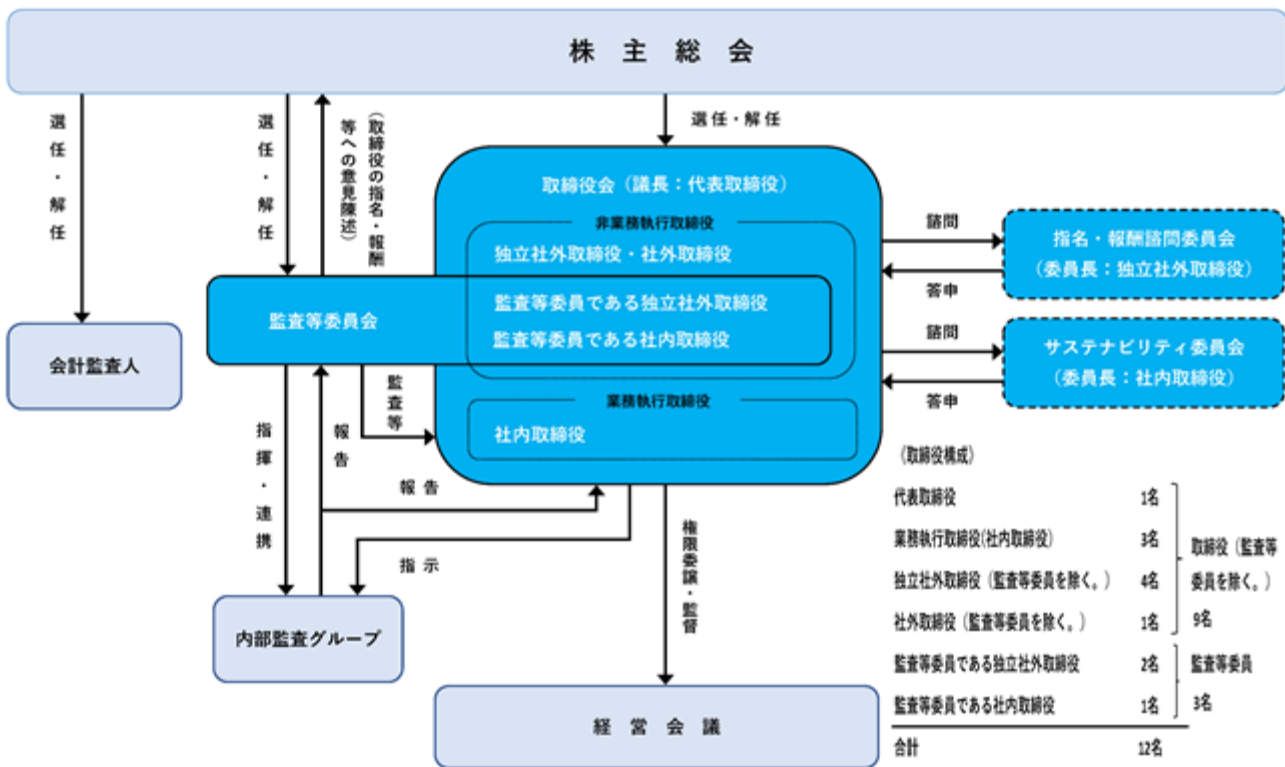 株主総会
選任・解任
選任・解任
（取締役の指名・報酬
等への意見陳述）
選任・解任
取締役会（議長：代表取締役）
非業務執行取締役
独立社外取締役・社外取締役
監査等委員会
監査等委員である独立社外取締役
監査等委員である社内取締役
業務執行取締役
社内取締役
会計監査人
諮問
指名・報酬諮問委員会
（委員長：独立社外取締役）
答申
諮問
サステナビリティ委員会
（委員長：社内取締役）
答申
監査等
指揮・連携
報告
報告
指示
権限委譲・監督
内部監査グループ
経営会議
（取締役構成）
代表取締役 1名
業務執行取締役(社内取締役) 3名
独立社外取締役（監査等委員を除く。） 4名
社外取締役（監査等委員を除く。） 1名
取締役（監査等
委員を除く。）
9名
監査等委員である独立社外取締役 2名
監査等委員である社内取締役 1名
監査等委員
3名
合計 12名